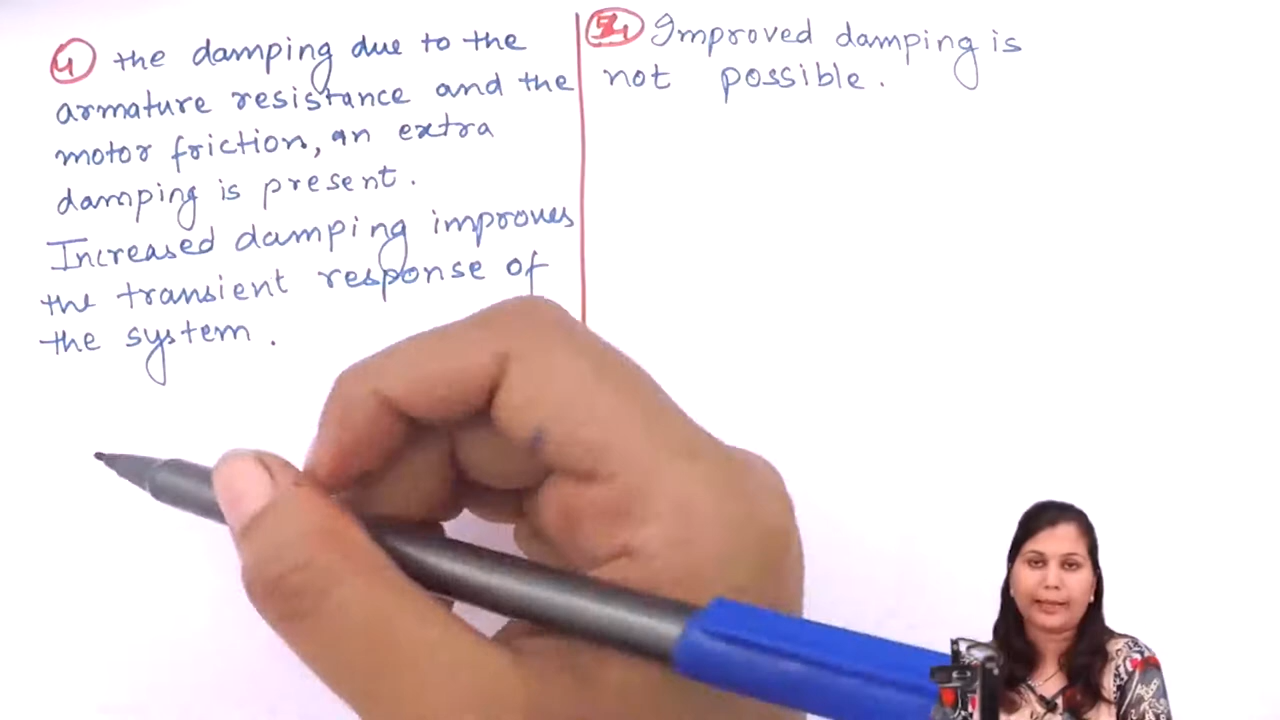 4 the damping due to the
armature resistance and the
motor friction, an extra
damping is present.
Increased damping improves
the transient response of
the system.
Improved damping is
not possible.